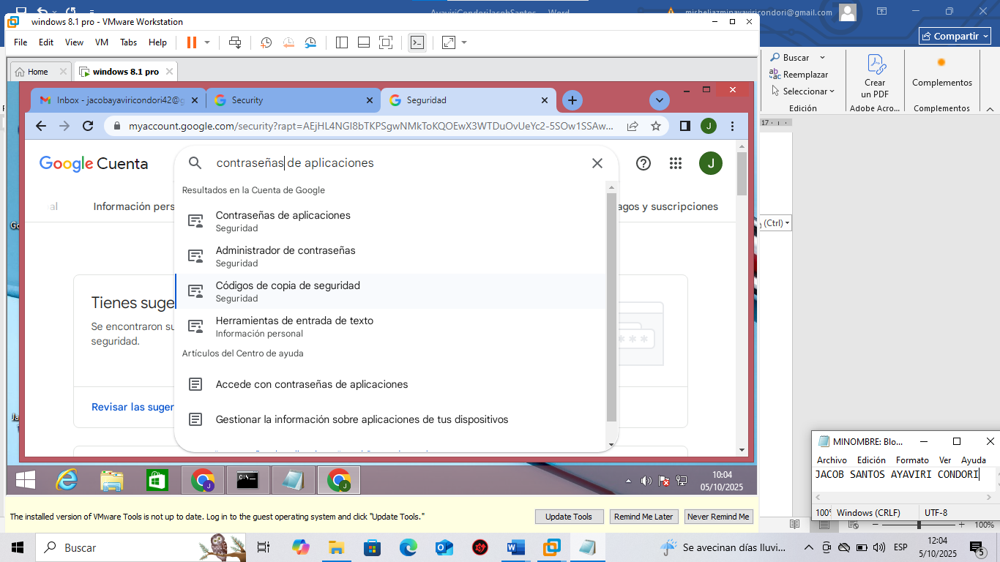 AyaviriCondoriJacobSantos - Word
misheljazminayaviricondori@gmail.com
windows 8.1 pro - VMware Workstation
Compartir
File Edit View VM Tabs Help
Home
windows 8.1 pro
Buscar
Reemplazar
Seleccionar
Edición
Crear
un PDF
Adobe Acro...
Complementos
Complementos
Inbox - jacobayaviricondori42@g
Security
Seguridad
17
myaccount.google.com/security?rapt=AEjHL4NGI8bTKPSgwNMkToKQOEwX3WTDuOvUeYc2-5SOw1SSAw...
J
Google Cuenta
contraseñas de aplicaciones
J
al
Información pers
agos y suscripciones
Resultados en la Cuenta de Google
Contraseñas de aplicaciones
Seguridad
Administrador de contraseñas
Seguridad
Códigos de copia de seguridad
Seguridad
Herramientas de entrada de texto
Información personal
Artículos del Centro de ayuda
Accede con contraseñas de aplicaciones
Gestionar la información sobre aplicaciones de tus dispositivos
Tienes suge
Se encontraron su
seguridad.
Revisar las suger
(Ctrl)
10:04
05/10/2025
The installed version of VMware Tools is not up to date. Log in to the guest operating system and click "Update Tools."
Update Tools
Remind Me Later
Never Remind Me
MINOMBRE: Blo...
Archivo Edición Formato Ver Ayuda
JACOB SANTOS AYAVIRI CONDORI
100% Windows (CRLF) UTF-8
100%
Buscar
Se avecinan días lluvi...
ESP
12:04
5/10/2025
5